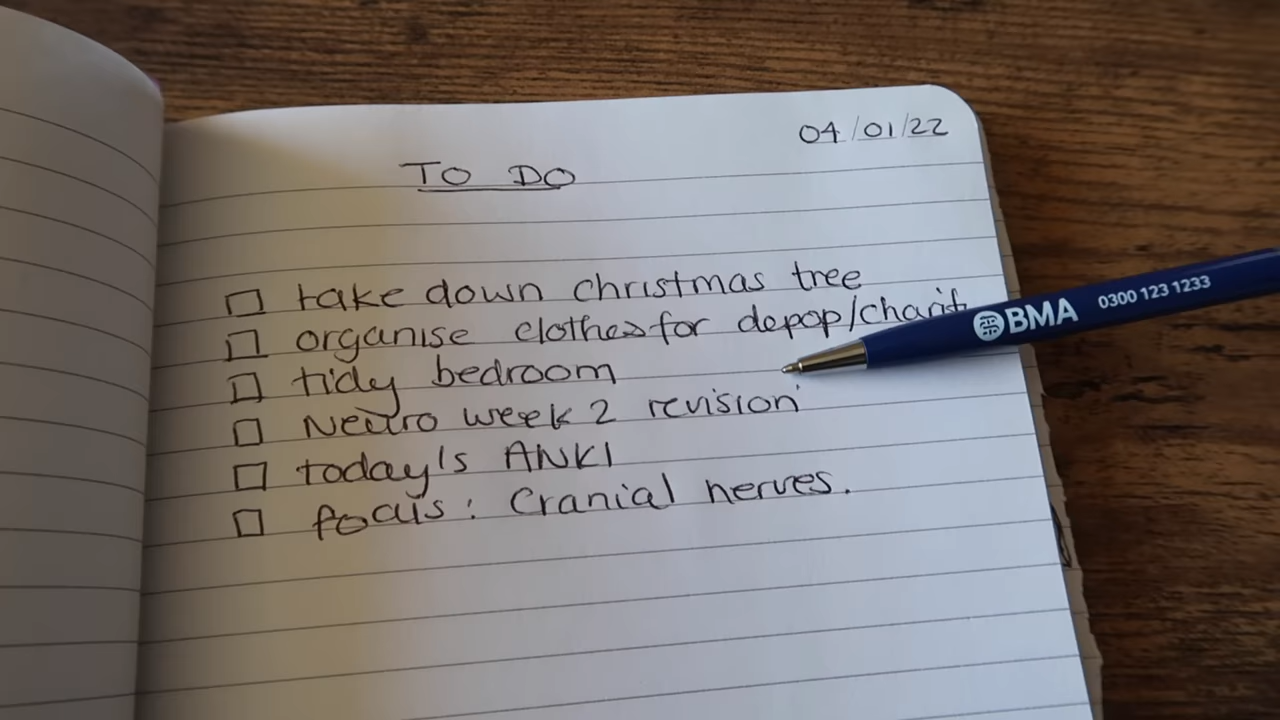 04/01/22
TO DO
take down christmas tree
organise clothes for depop/charit
tidy bedroom
Neuro week 2 revision
today's ANKI
focus: Cranial nerves.
BMA 0300 123 1233